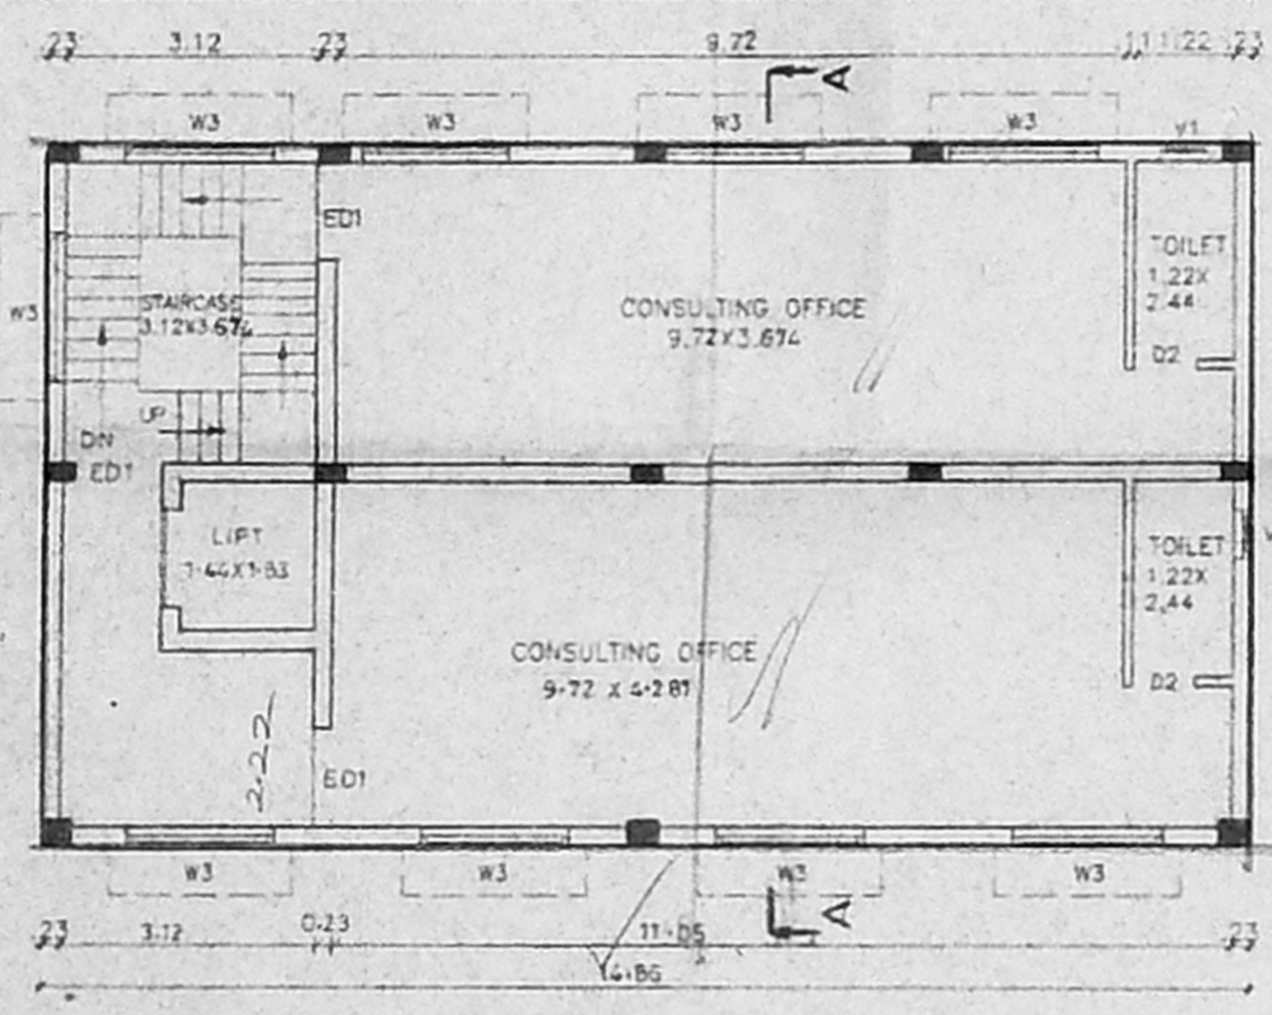 23 3.12 23 9.72 11 1.22 23
A
W3 W3 W3 W3 V1
ED1
TOILET
1.22X
2.44
W3
STAIRCASE
3.12X3.674
CONSULTING OFFICE
9.72X3.674
D2
UP
DN
ED1
LIFT
1.44X1.83
TOILET
1.22X
2.44
CONSULTING OFFICE
9.72 X 4.281
D2
2.22
ED1
W3 W3 W3 W3
A
23 3.12 0.23 11.05 23
14.86